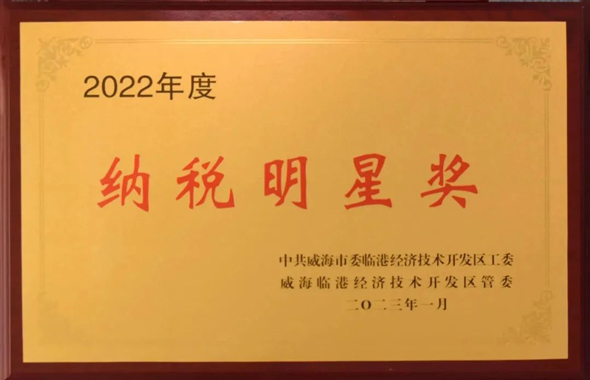 2022年度
纳税明星奖
中共威海市委临港经济技术开发区工委
威海临港经济技术开发区管委
二〇二三年一月